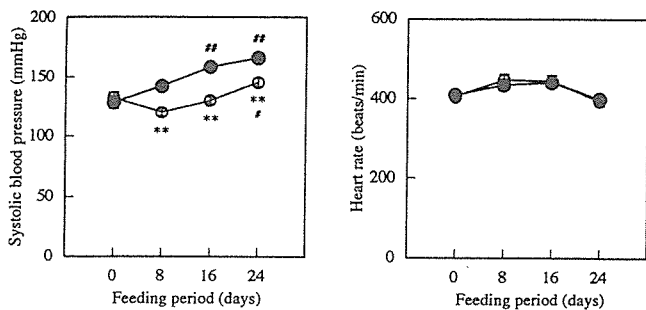 Systolic blood pressure (mmHg)
200
150
100
50
0
##
##
**
**
**
#
0 8 16 24
Feeding period (days)
Heart rate (beats/min)
600
400
200
0
0 8 16 24
Feeding period (days)